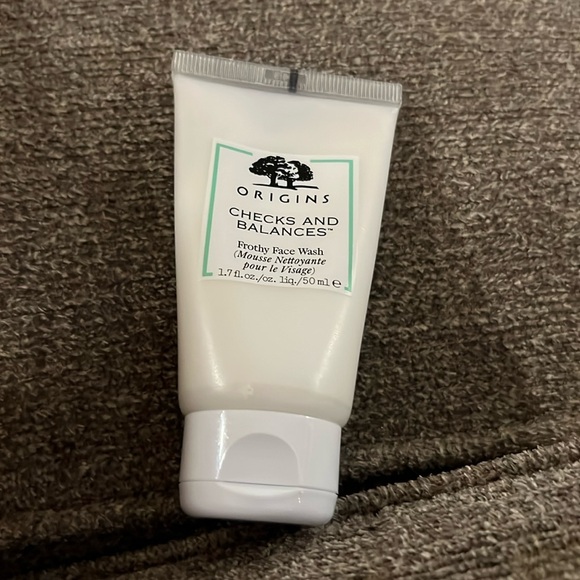 ORIGINS
CHECKS AND
BALANCES™
Frothy Face Wash
(Mousse Nettoyante
pour le Visage)
1.7 fl.oz./oz. liq./50 ml ℮